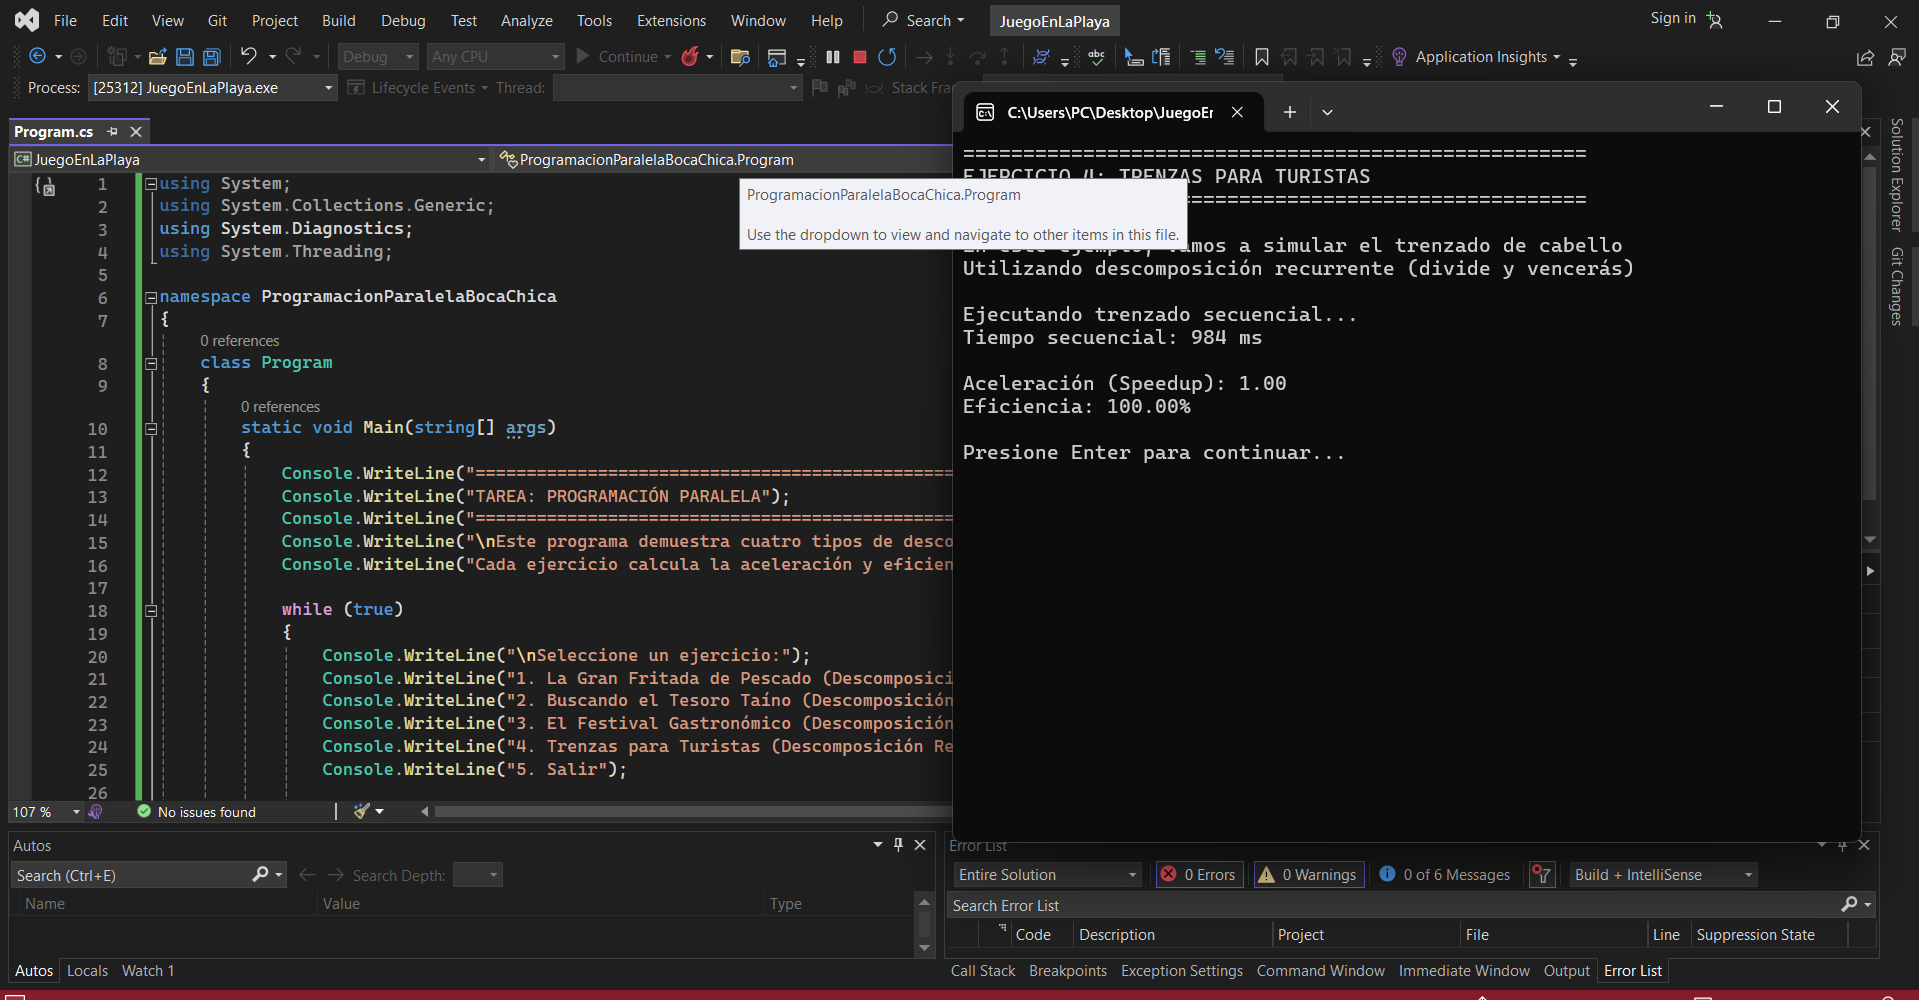 File Edit View Git Project Build Debug Test Analyze Tools Extensions Window Help Search JuegoEnLaPlaya Sign in
Debug Any CPU Continue Application Insights
Process: [25312] JuegoEnLaPlaya.exe Lifecycle Events Thread: Stack Fra
Program.cs
C# JuegoEnLaPlaya ProgramacionParalelaBocaChica.Program
1 using System;
2 using System.Collections.Generic;
3 using System.Diagnostics;
4 using System.Threading;
5
6 namespace ProgramacionParalelaBocaChica
7 {
0 references
8 class Program
9 {
0 references
10 static void Main(string[] args)
11 {
12 Console.WriteLine("===============================================
13 Console.WriteLine("TAREA: PROGRAMACIÓN PARALELA");
14 Console.WriteLine("===============================================
15 Console.WriteLine("\nEste programa demuestra cuatro tipos de desco
16 Console.WriteLine("Cada ejercicio calcula la aceleración y eficien
17
18 while (true)
19 {
20 Console.WriteLine("\nSeleccione un ejercicio:");
21 Console.WriteLine("1. La Gran Fritada de Pescado (Descomposici
22 Console.WriteLine("2. Buscando el Tesoro Taíno (Descomposición
23 Console.WriteLine("3. El Festival Gastronómico (Descomposición
24 Console.WriteLine("4. Trenzas para Turistas (Descomposición Re
25 Console.WriteLine("5. Salir");
26
107 % No issues found
ProgramacionParalelaBocaChica.Program
Use the dropdown to view and navigate to other items in this file.
C:\Users\PC\Desktop\JuegoEr
====================================================
EJERCICIO 4: TRENZAS PARA TURISTAS
=================================
En este ejemplo, vamos a simular el trenzado de cabello
Utilizando descomposición recurrente (divide y vencerás)
Ejecutando trenzado secuencial...
Tiempo secuencial: 984 ms
Aceleración (Speedup): 1.00
Eficiencia: 100.00%
Presione Enter para continuar...
Solution Explorer
Git Changes
Autos
Search (Ctrl+E) Search Depth:
Name Value Type
Autos Locals Watch 1
Error List
Entire Solution 0 Errors 0 Warnings 0 of 6 Messages Build + IntelliSense
Search Error List
Code Description Project File Line Suppression State
Call Stack Breakpoints Exception Settings Command Window Immediate Window Output Error List